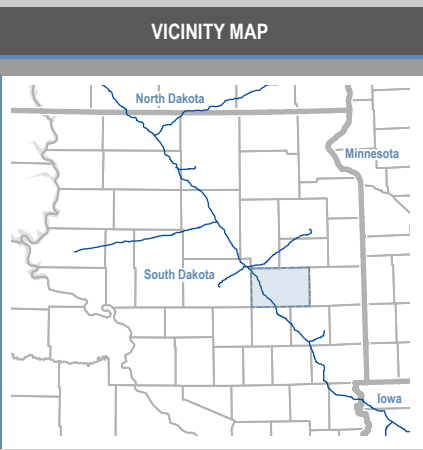 VICINITY MAP
North Dakota
Minnesota
South Dakota
Iowa